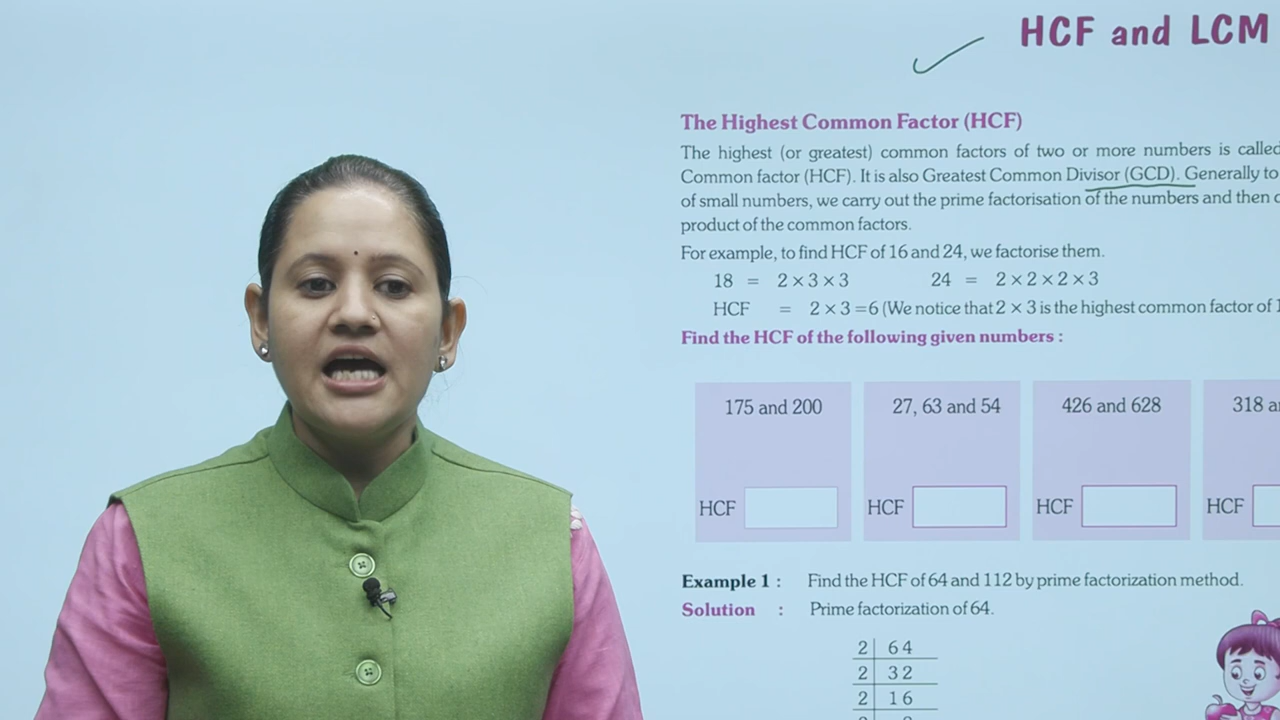 HCF and LCM
The Highest Common Factor (HCF)
The highest (or greatest) common factors of two or more numbers is called
Common factor (HCF). It is also Greatest Common Divisor (GCD). Generally to
of small numbers, we carry out the prime factorisation of the numbers and then
product of the common factors.
For example, to find HCF of 16 and 24, we factorise them.
18 = 2 × 3 × 3 24 = 2 × 2 × 2 × 3
HCF = 2 × 3 = 6 (We notice that 2 × 3 is the highest common factor of
Find the HCF of the following given numbers :
175 and 200 27, 63 and 54 426 and 628 318
HCF HCF HCF HCF
Example 1 : Find the HCF of 64 and 112 by prime factorization method.
Solution : Prime factorization of 64.
2 64
2 32
2 16